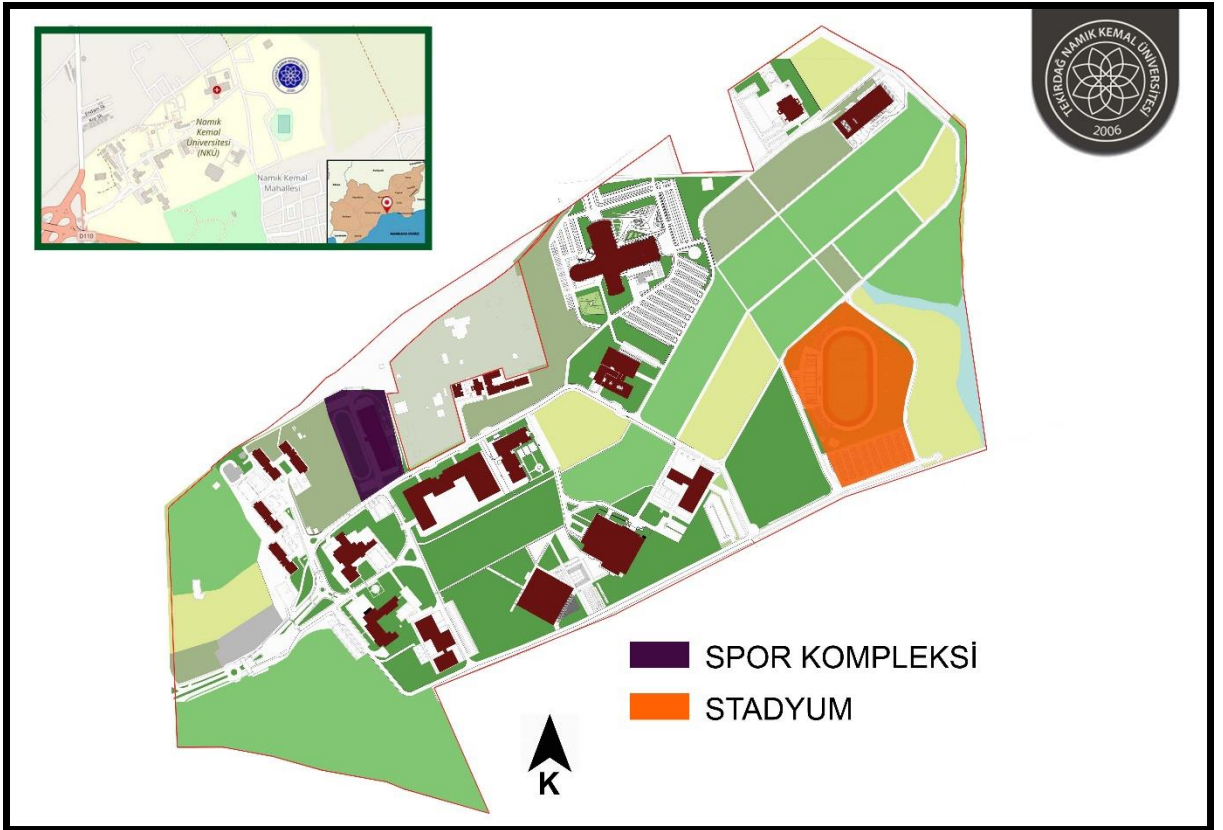 Namık
Kemal
Üniversitesi
(NKÜ)
Namık Kemal
Mahallesi
D110
TEKİRDAĞ NAMIK KEMAL ÜNİVERSİTESİ
2006
SPOR KOMPLEKSİ
STADYUM
K